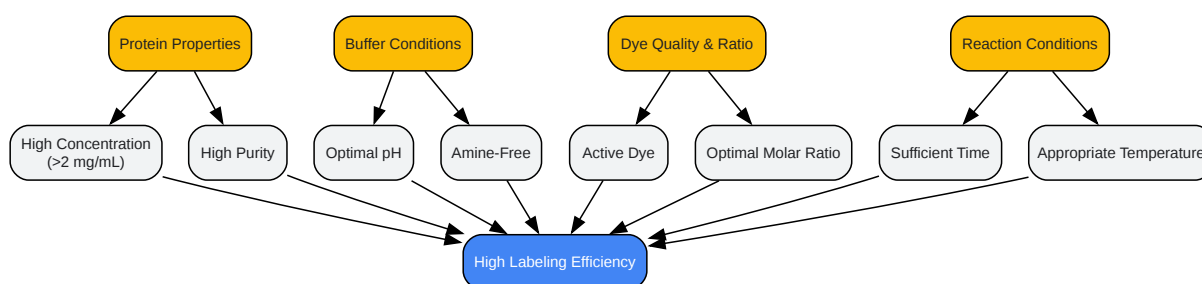 Protein Properties
Buffer Conditions
Dye Quality & Ratio
Reaction Conditions
High Concentration
(>2 mg/mL)
High Purity
Optimal pH
Amine-Free
Active Dye
Optimal Molar Ratio
Sufficient Time
Appropriate Temperature
High Labeling Efficiency